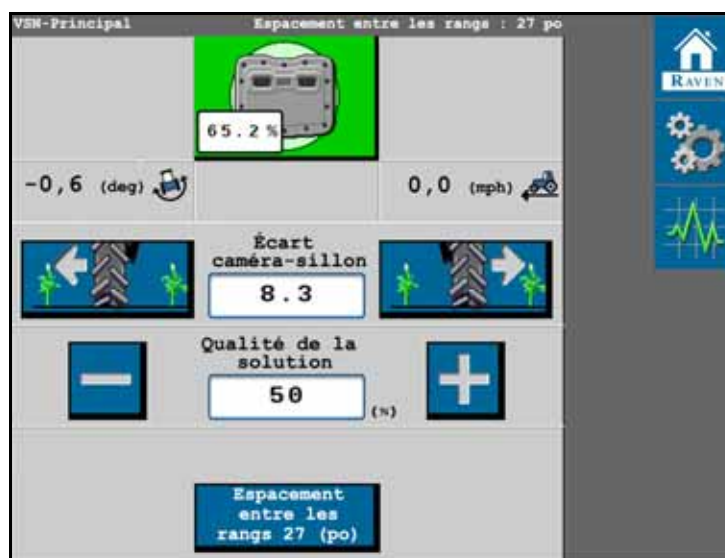 VSN-Principal Espacement entre les rangs : 27 po
RAVEN
65.2 %
-0,6 (deg)
0,0 (mph)
Écart
caméra-sillon
8.3
Qualité de la
solution
50
(%)
Espacement
entre les
rangs 27 (po)